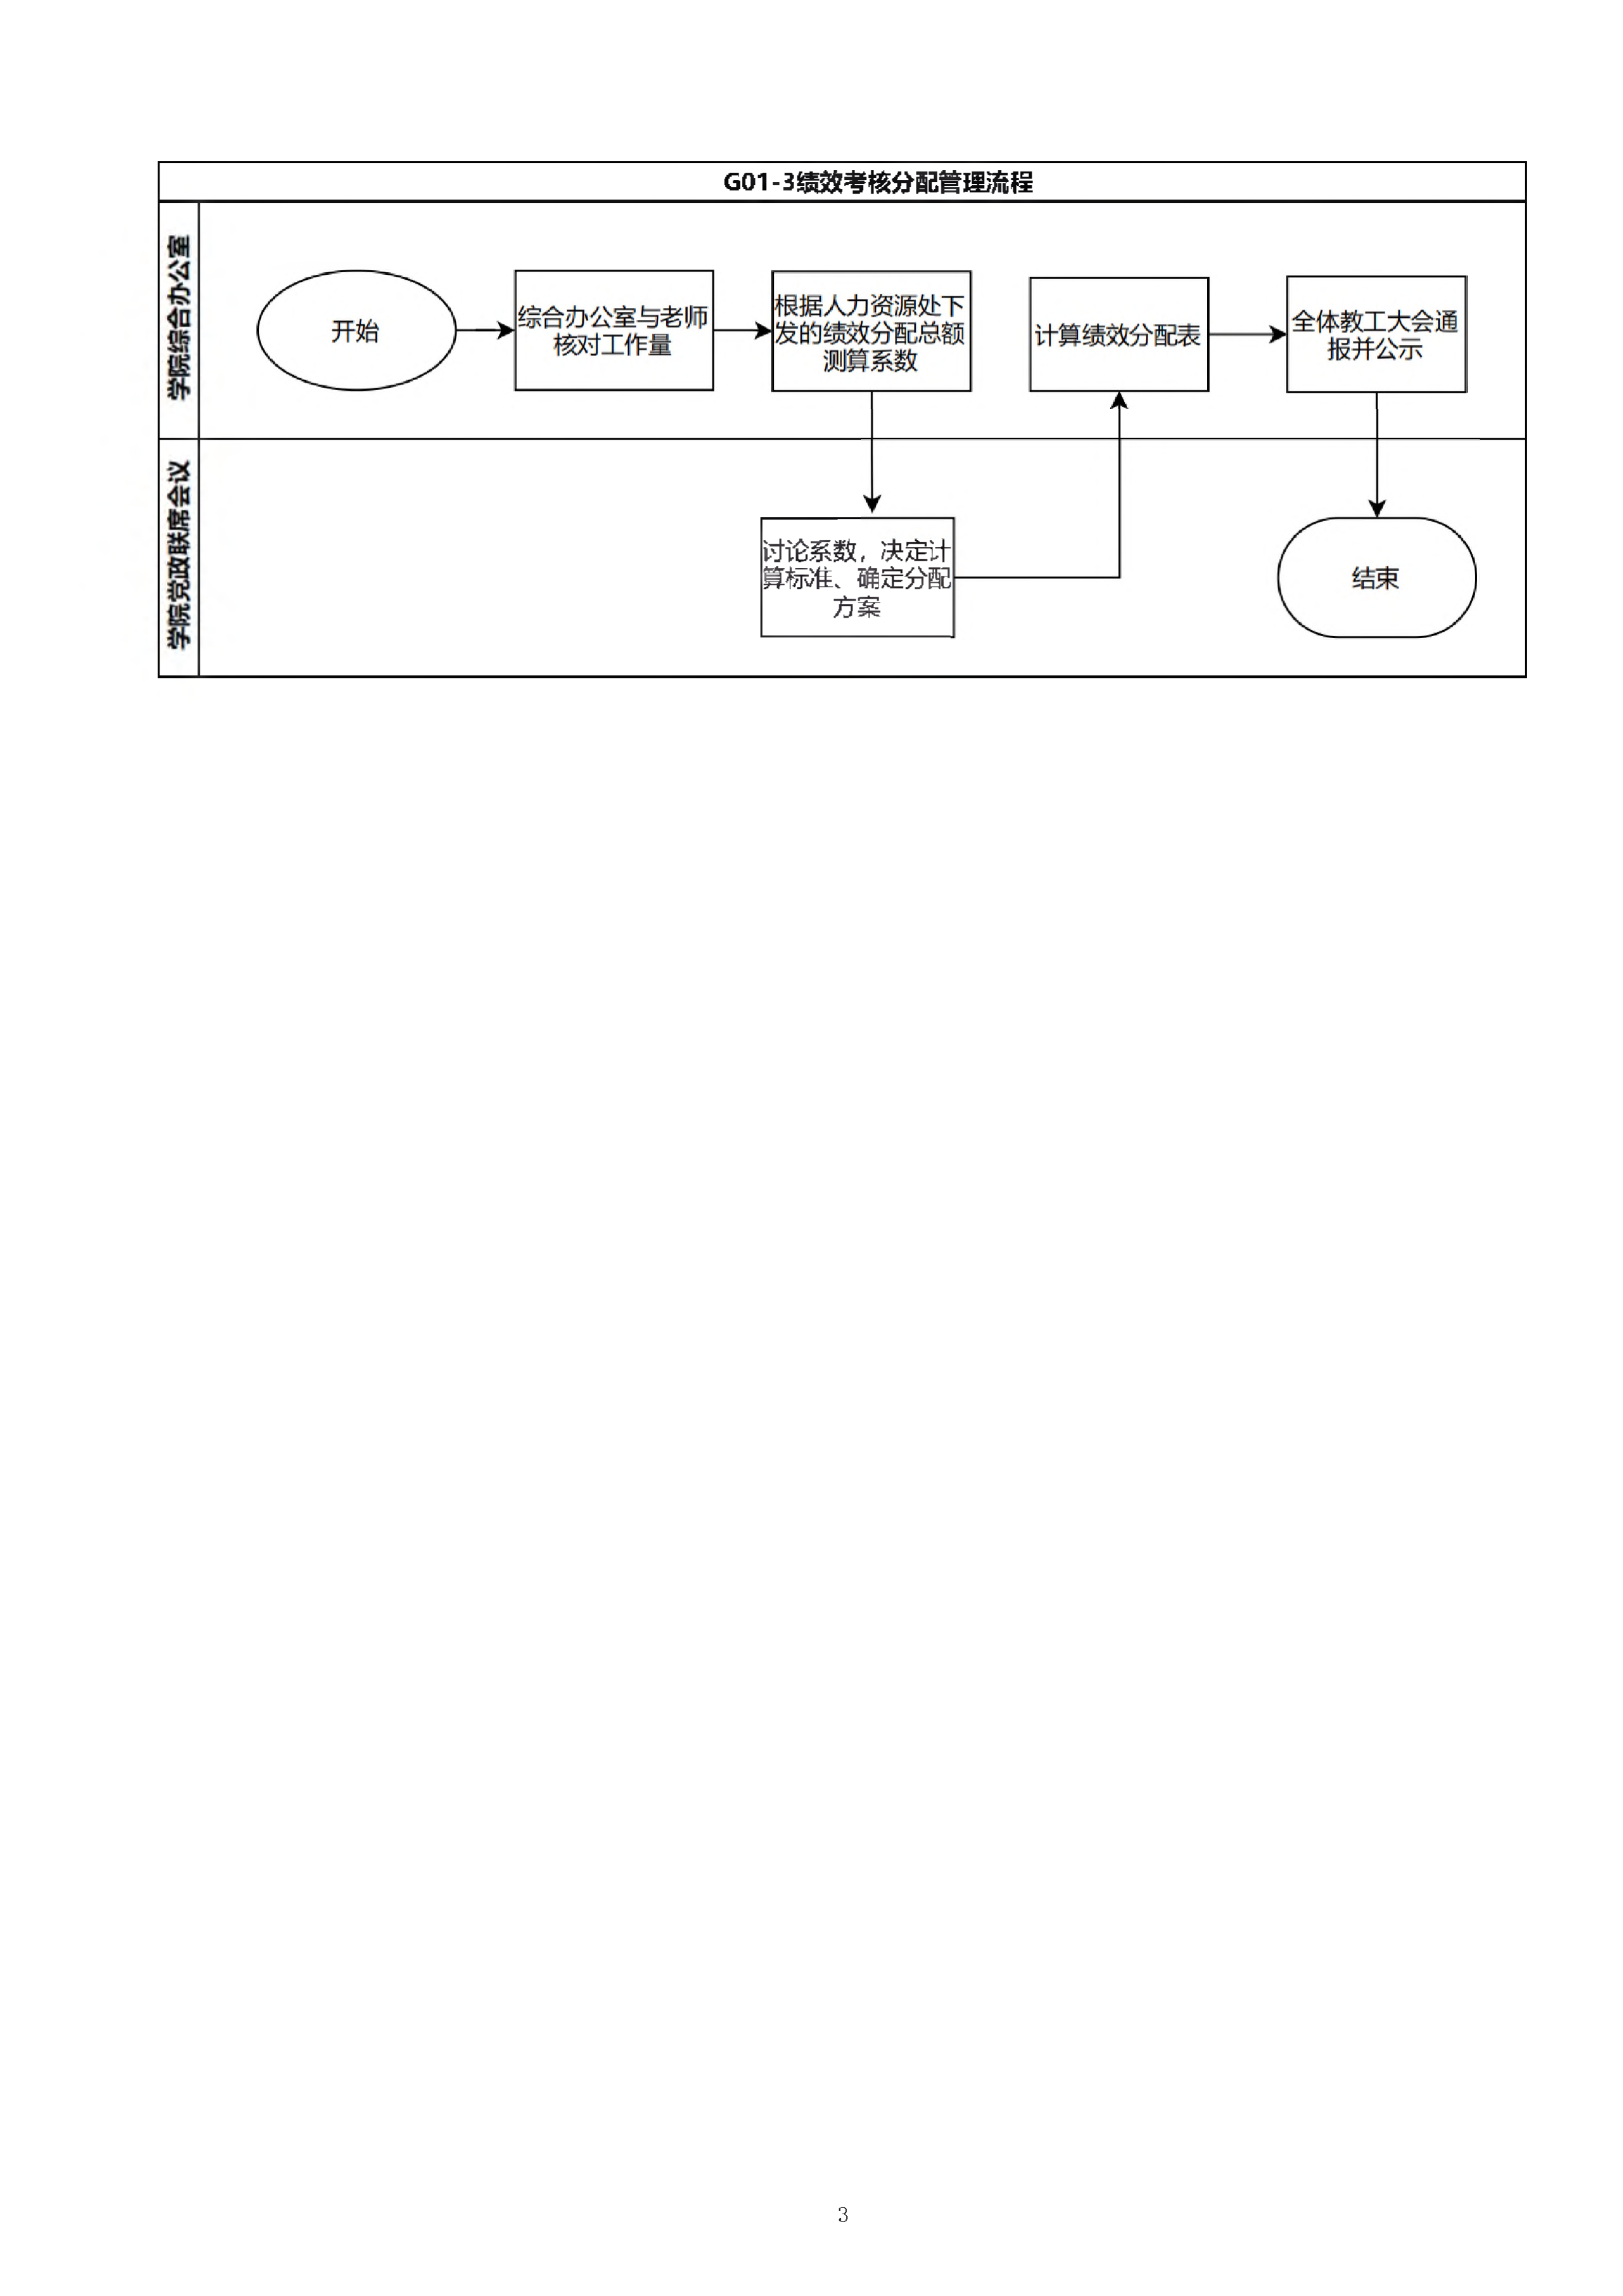 G01-3绩效考核分配管理流程
学院综合办公室
开始
综合办公室与老师
核对工作量
根据人力资源处下
发的绩效分配总额
测算系数
计算绩效分配表
全体教工大会通
报并公示
学院党政联席会议
讨论系数，决定计
算标准、确定分配
方案
结束
3